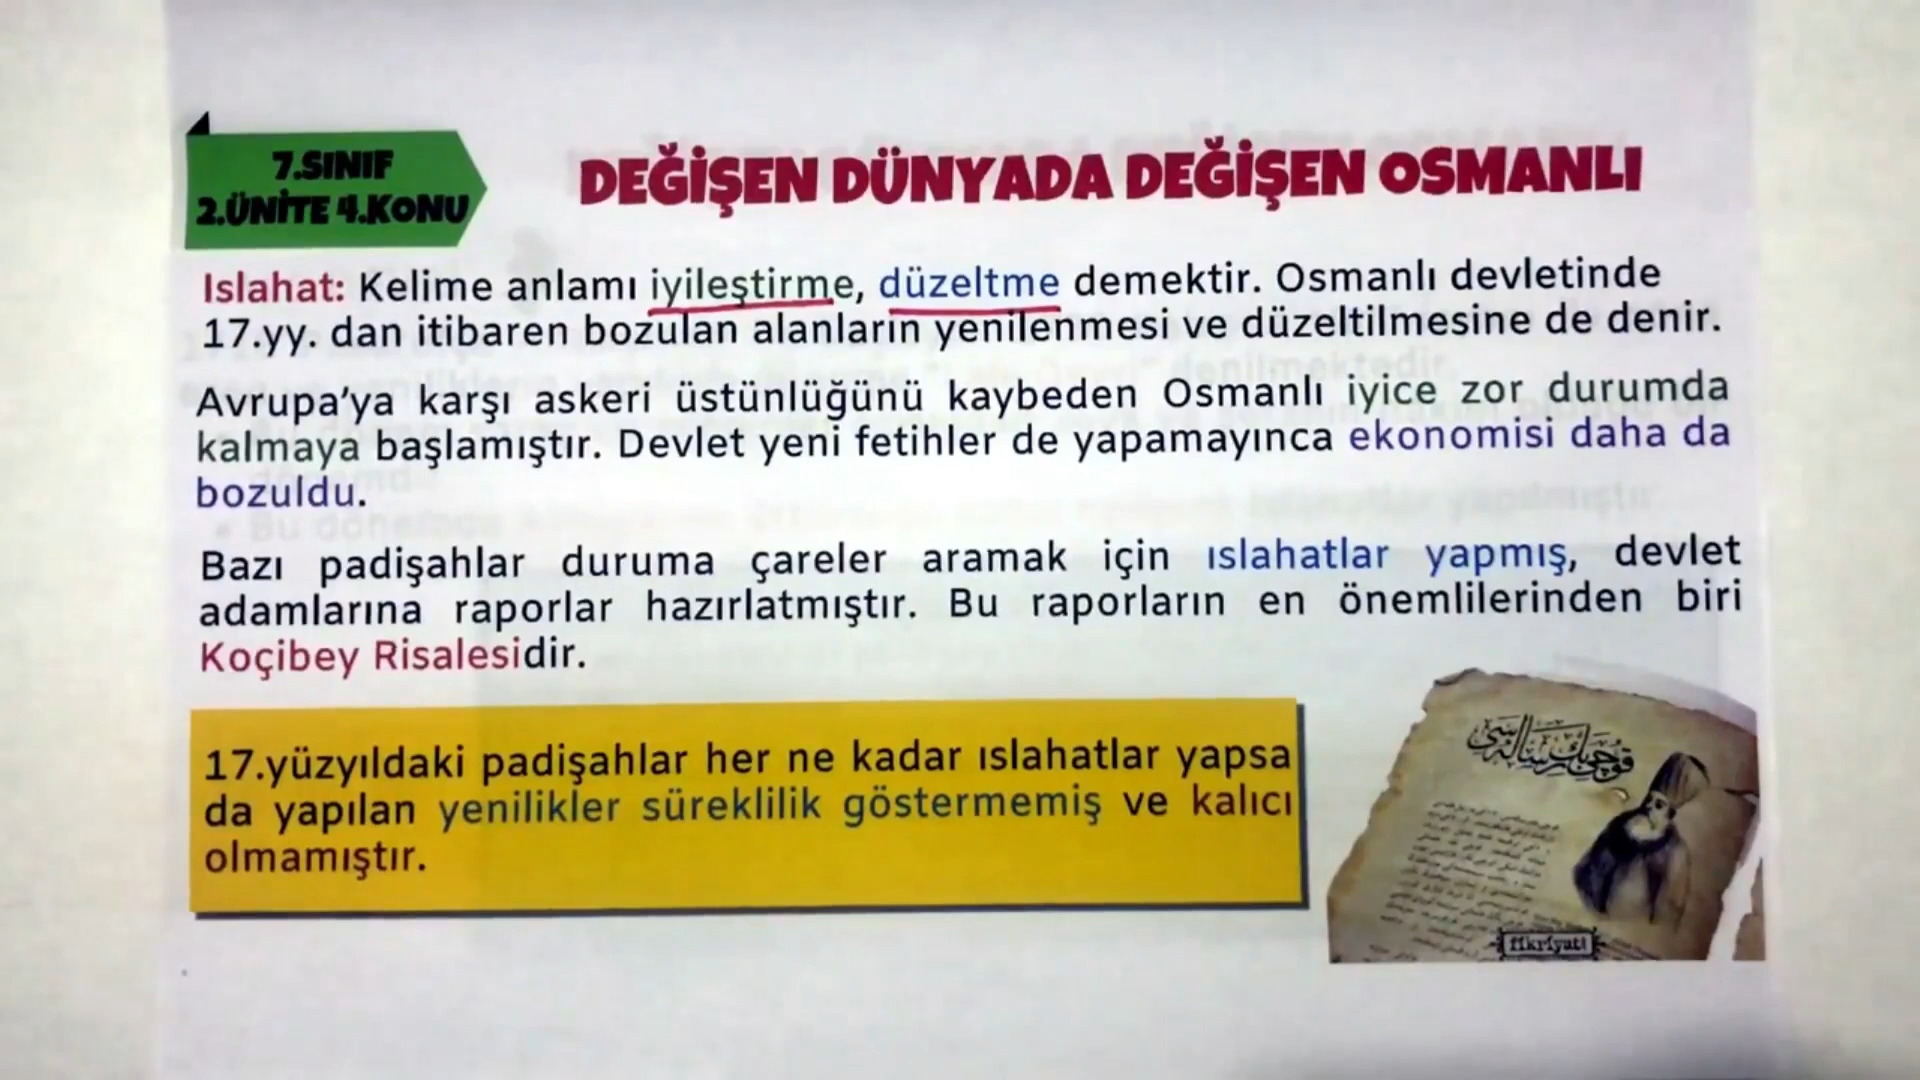 7.SINIF
2.ÜNİTE 4.KONU
DEĞİŞEN DÜNYADA DEĞİŞEN OSMANLI
Islahat: Kelime anlamı iyileştirme, düzeltme demektir. Osmanlı devletinde
17.yy. dan itibaren bozulan alanların yenilenmesi ve düzeltilmesine de denir.
Avrupa'ya karşı askeri üstünlüğünü kaybeden Osmanlı iyice zor durumda
kalmaya başlamıştır. Devlet yeni fetihler de yapamayınca ekonomisi daha da
bozuldu.
Bazı padişahlar duruma çareler aramak için ıslahatlar yapmış, devlet
adamlarına raporlar hazırlatmıştır. Bu raporların en önemlilerinden biri
Koçibey Risalesidir.
17.yüzyıldaki padişahlar her ne kadar ıslahatlar yapsa
da yapılan yenilikler süreklilik göstermemiş ve kalıcı
olmamıştır.
قوچی بك رساله سی
fikriyat